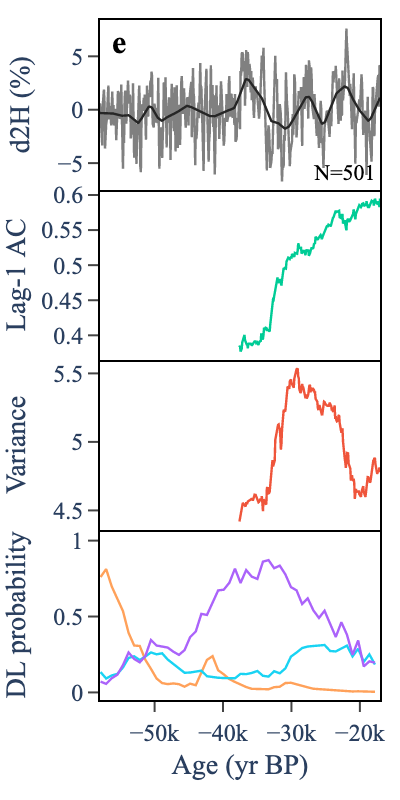 e
d2H (%)
5
0
−5
N=501
Lag-1 AC
0.6
0.55
0.5
0.45
0.4
Variance
5.5
5
4.5
DL probability
1
0.5
0
−50k −40k −30k −20k
Age (yr BP)